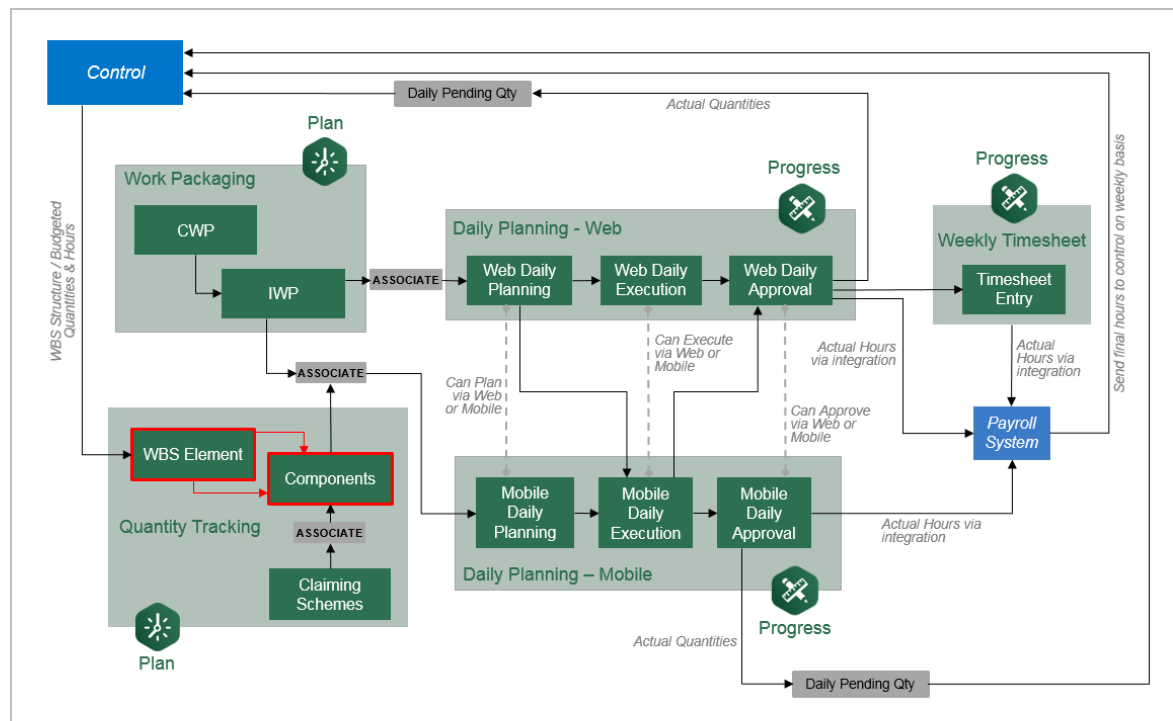 Control
Daily Pending Qty
Actual Quantities
Plan
Work Packaging
CWP
IWP
ASSOCIATE
WBS Structure / Budgeted
Quantities & Hours
Progress
Daily Planning - Web
Web Daily
Planning
Web Daily
Execution
Web Daily
Approval
Progress
Weekly Timesheet
Timesheet
Entry
Send final hours to control on weekly basis
Can Plan
via Web
or Mobile
Can Execute
via Web or
Mobile
Can Approve
via Web or
Mobile
Actual Hours
via integration
Actual
Hours via
integration
Payroll
System
ASSOCIATE
WBS Element
Components
Quantity Tracking
ASSOCIATE
Claiming
Schemes
Plan
Mobile
Daily
Planning
Mobile
Daily
Execution
Mobile
Daily
Approval
Daily Planning – Mobile
Actual Hours via
integration
Progress
Actual Quantities
Daily Pending Qty